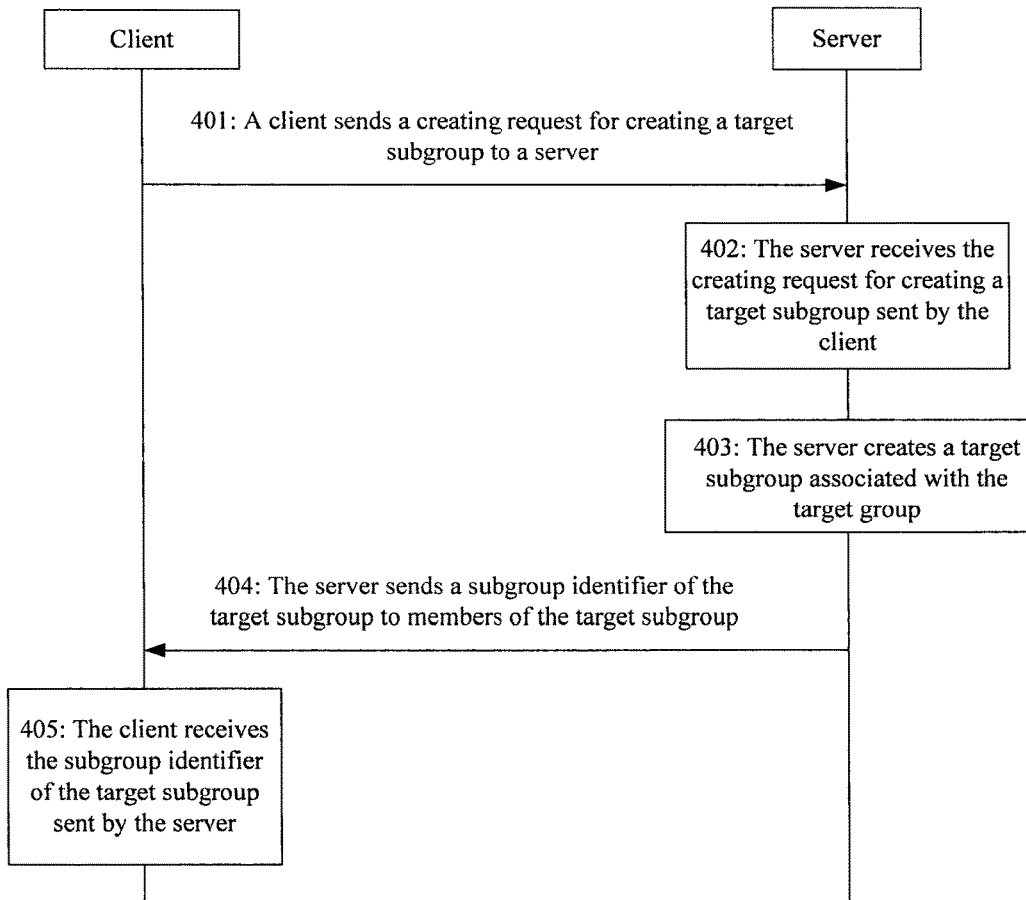 Client
Server
401: A client sends a creating request for creating a target
subgroup to a server
402: The server receives the
creating request for creating a
target subgroup sent by the
client
403: The server creates a target
subgroup associated with the
target group
404: The server sends a subgroup identifier of the
target subgroup to members of the target subgroup
405: The client receives
the subgroup identifier
of the target subgroup
sent by the server